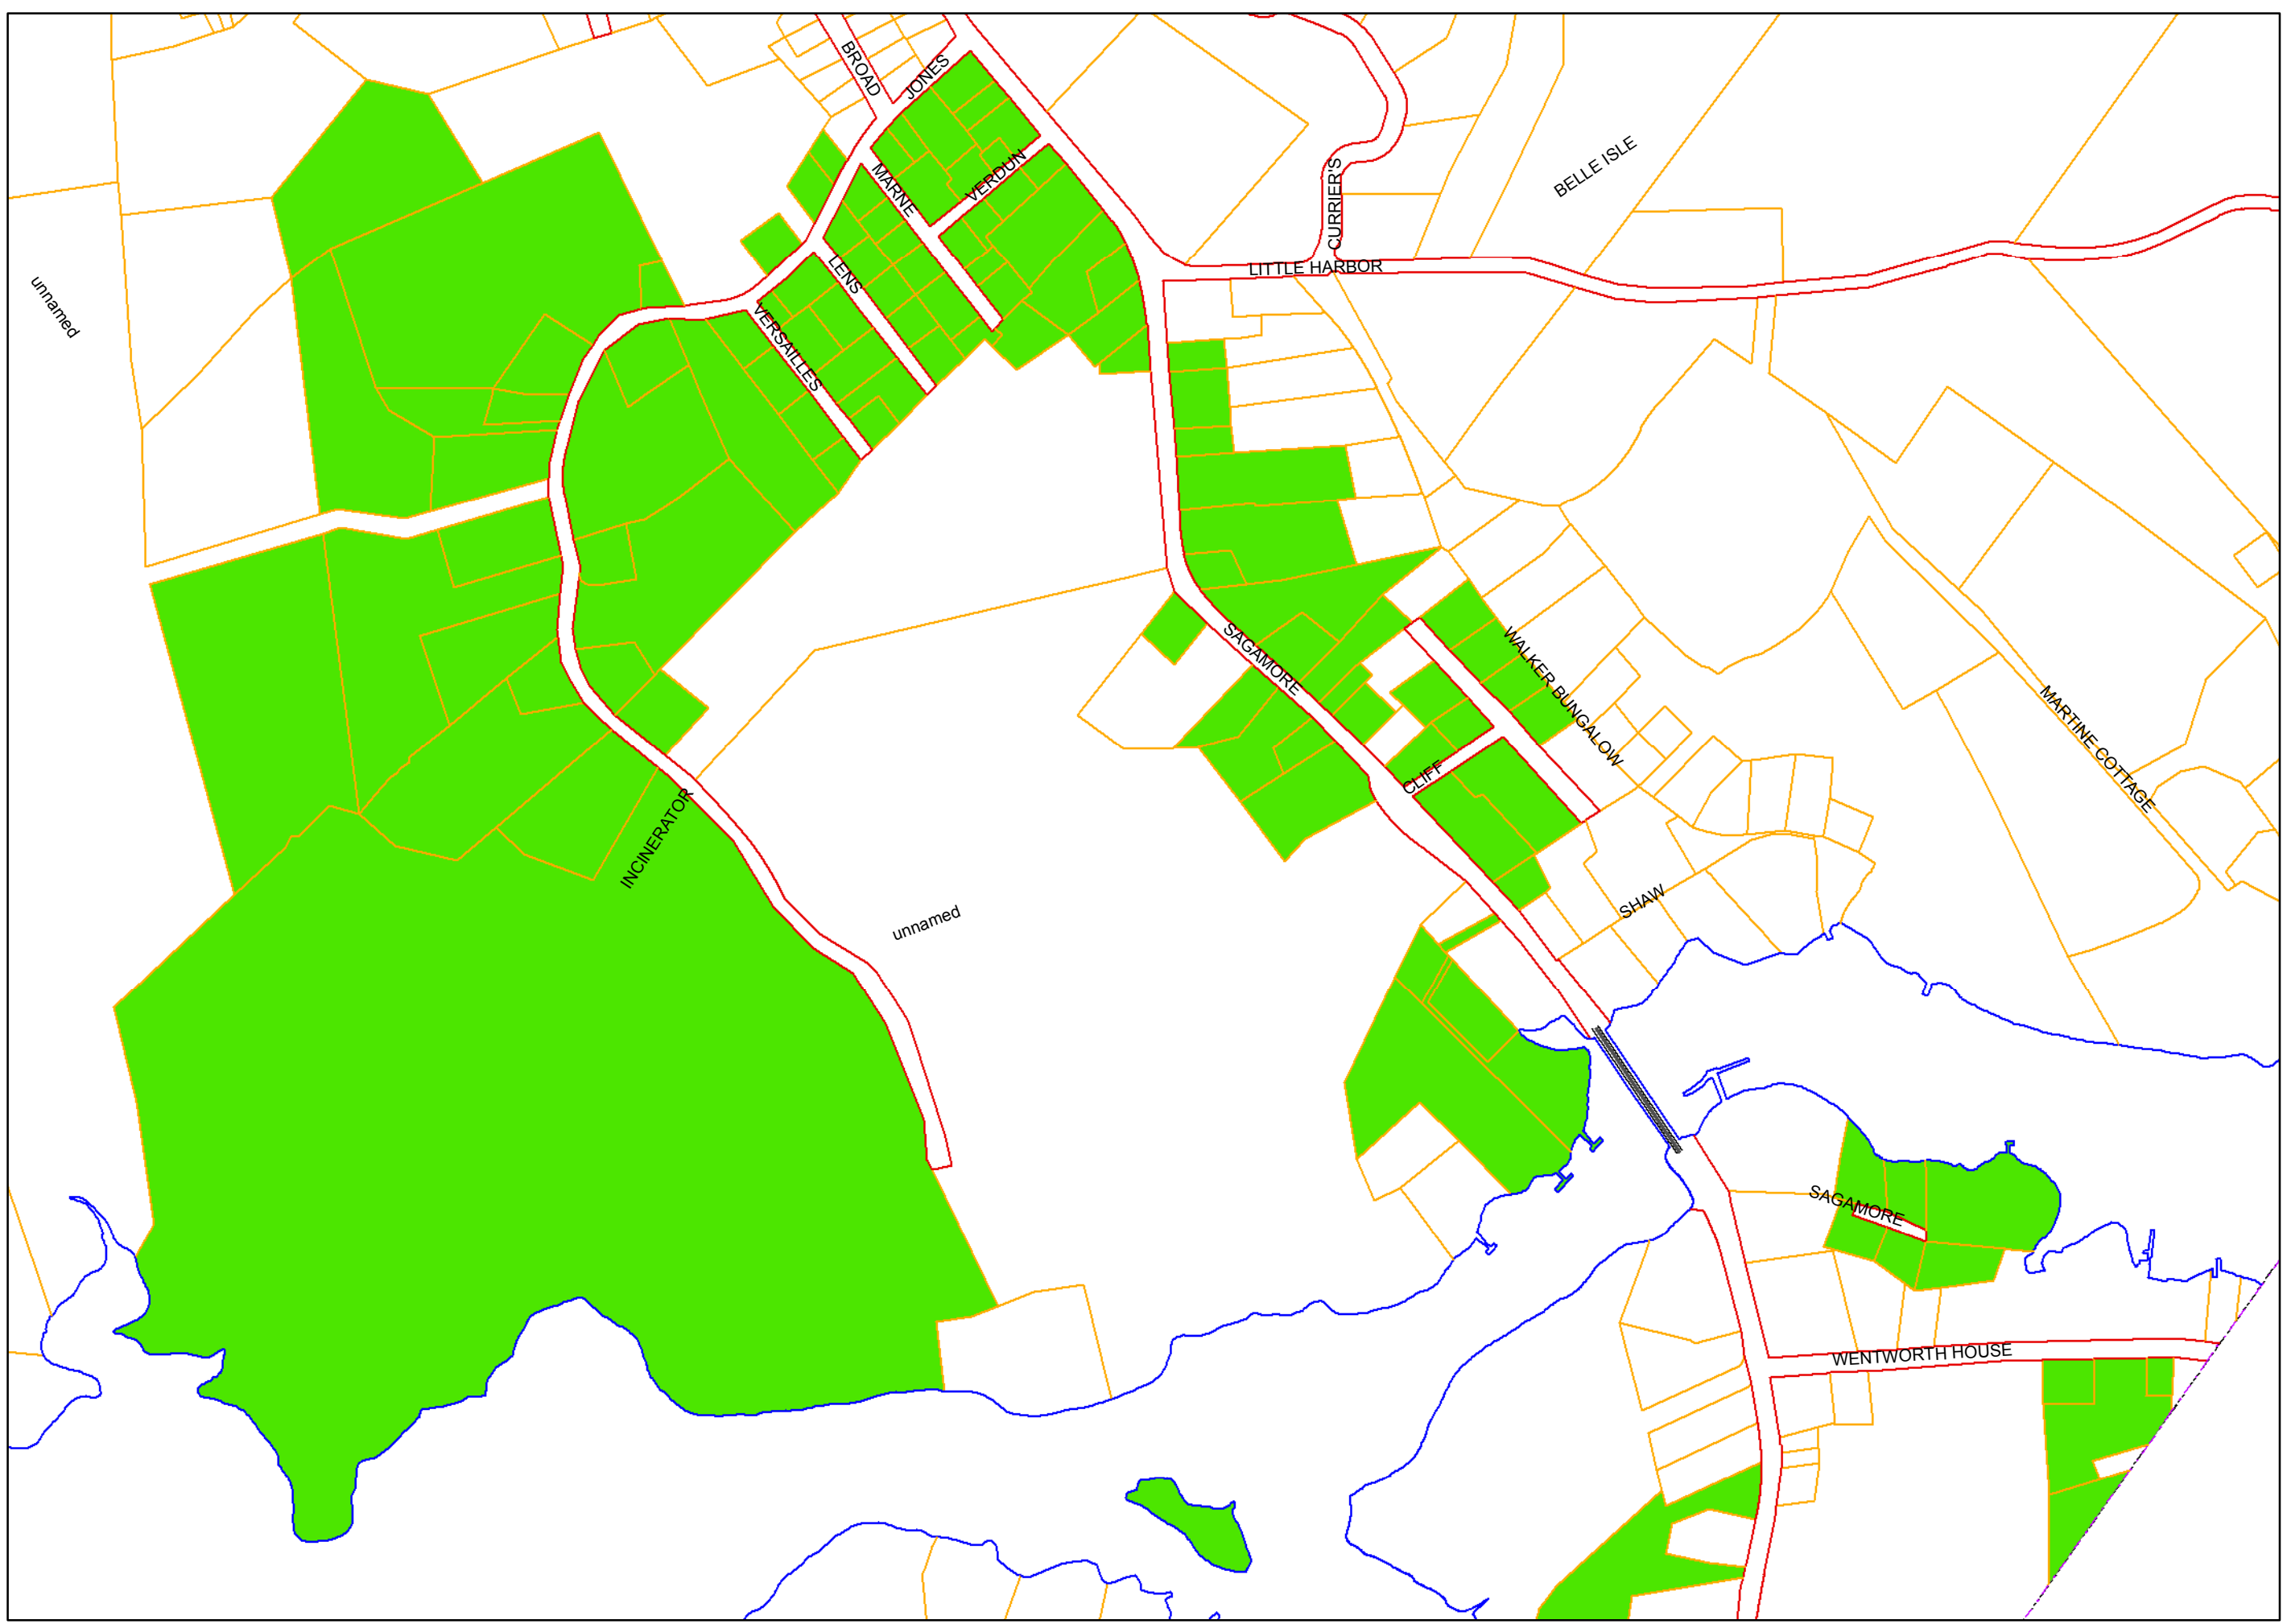 BROAD
JONES
BELLE ISLE
VERDUN
MARNE
CURRIER'S
LITTLE HARBOR
LENS
unnamed
VERSAILLES
SAGAMORE
WALKER BUNGALOW
MARTINE COTTAGE
CLIFF
INCINERATOR
SHAW
unnamed
SAGAMORE
WENTWORTH HOUSE